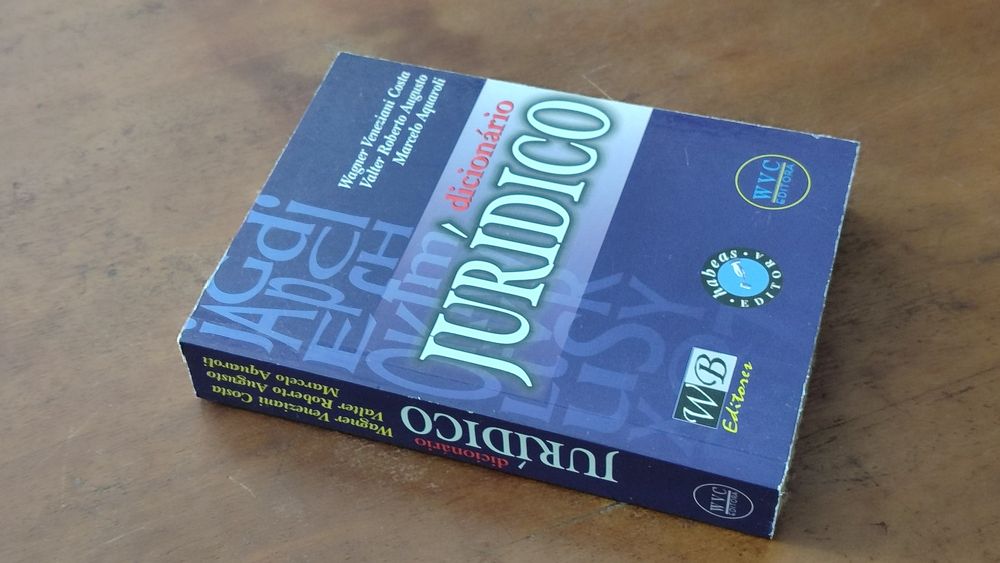 Wagner Veneziani Costa
Valter Roberto Augusto
Marcelo Aquaroli
dicionário
JURÍDICO
WVC
EDITORA
habeas
EDITORA
WB
Editores
Wagner Veneziani Costa
Valter Roberto Augusto
Marcelo Aquaroli
dicionário
JURÍDICO
WVC
EDITORA